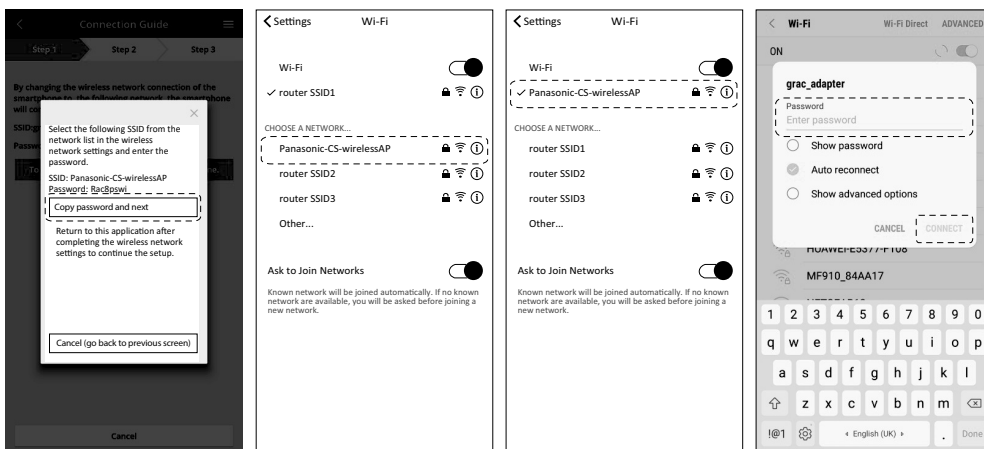 Connection Guide
Step 1
Step 2
Step 3
By changing the wireless network connection of the
smartphone to the following network, the smartphone
will co
SSID:gr
Passw
To
ne.
Select the following SSID from the
network list in the wireless
network settings and enter the
password.
SSID: Panasonic-CS-wirelessAP
Password: Rac8pswi
Copy password and next
Return to this application after
completing the wireless network
settings to continue the setup.
Cancel (go back to previous screen)
Cancel
Settings
Wi-Fi
Wi-Fi
router SSID1
CHOOSE A NETWORK...
Panasonic-CS-wirelessAP
router SSID2
router SSID3
Other...
Ask to Join Networks
Known network will be joined automatically. If no known
network are available, you will be asked before joining a
new network.
Settings
Wi-Fi
Wi-Fi
Panasonic-CS-wirelessAP
CHOOSE A NETWORK...
router SSID1
router SSID2
router SSID3
Other...
Ask to Join Networks
Known network will be joined automatically. If no known
network are available, you will be asked before joining a
new network.
Wi-Fi
Wi-Fi Direct
ADVANCED
ON
grac_adapter
Password
Enter password
Show password
Auto reconnect
Show advanced options
CANCEL
CONNECT
HUAWEI-E5377-F108
MF910_84AA17
1 2 3 4 5 6 7 8 9 0
q w e r t y u i o p
a s d f g h j k l
z x c v b n m
!@1
English (UK)
.
Done